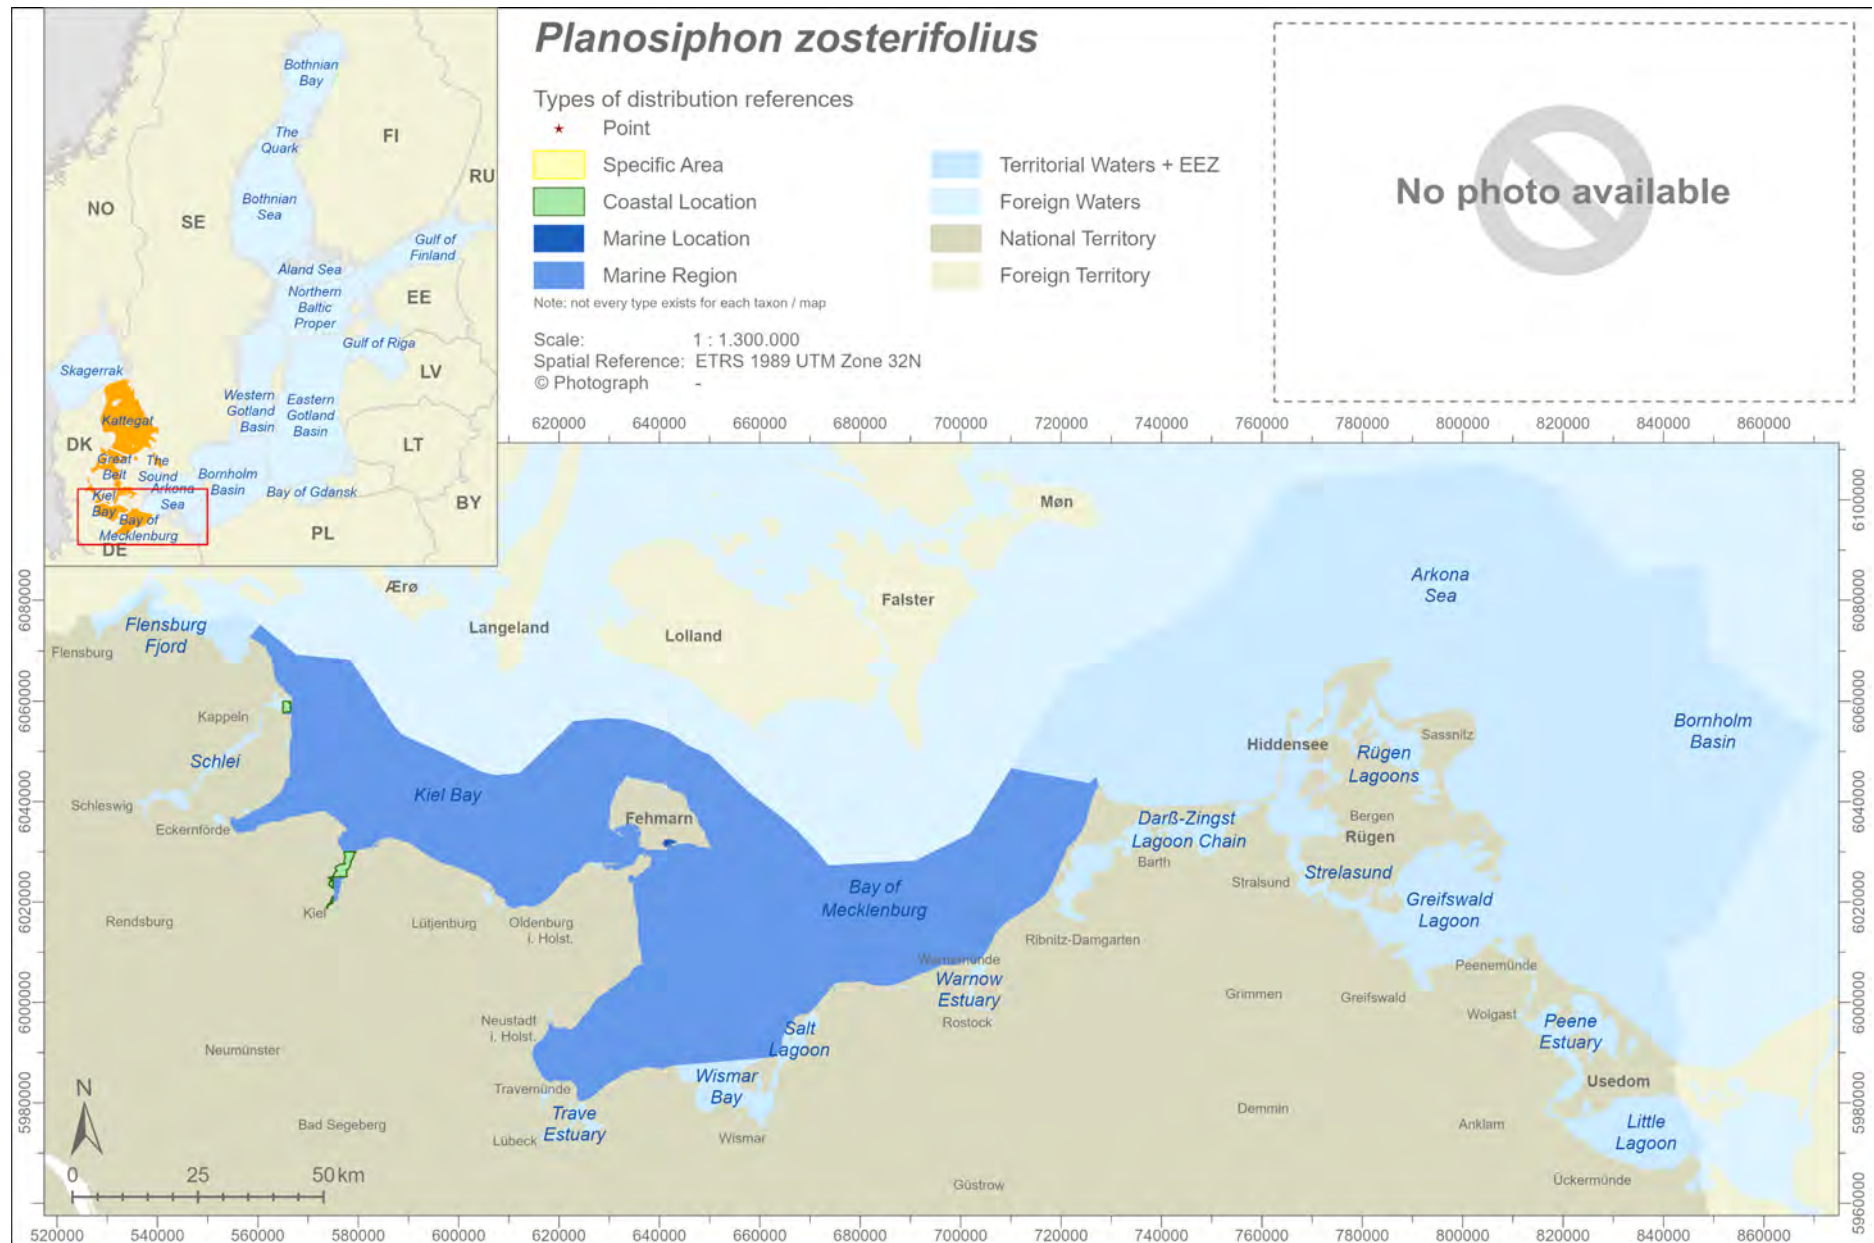 Planosiphon zosterifolius
Types of distribution references
Point
Specific Area
Coastal Location
Marine Location
Marine Region
Territorial Waters + EEZ
Foreign Waters
National Territory
Foreign Territory
Note: not every type exists for each taxon / map
Scale: 1 : 1.300.000
Spatial Reference: ETRS 1989 UTM Zone 32N
© Photograph -
No photo available
Bothnian
Bay
The
Quark
FI
RU
NO
SE
Bothnian
Sea
Gulf of
Finland
Åland Sea
Northern
Baltic
Proper
EE
Gulf of Riga
Skagerrak
LV
Western
Gotland
Basin
Eastern
Gotland
Basin
Kattegat
DK
LT
Great
Belt
The
Sound
Bornholm
Basin
Arkona
Sea
Bay of Gdansk
Kiel
Bay
Bay of
Mecklenburg
BY
PL
DE
620000 640000 660000 680000 700000 720000 740000 760000 780000 800000 820000 840000 860000
Møn
Ærø
Langeland
Lolland
Falster
Arkona
Sea
Flensburg
Fjord
Flensburg
Kappeln
Schlei
Schleswig
Eckernförde
Kiel Bay
Fehmarn
Hiddensee
Sassnitz
Rügen
Lagoons
Bornholm
Basin
Bergen
Rügen
Darß-Zingst
Lagoon Chain
Barth
Stralsund
Strelasund
Greifswald
Lagoon
Bay of
Mecklenburg
Rendsburg
Kiel
Lütjenburg
Oldenburg
i. Holst.
Ribnitz-Damgarten
Warnemünde
Warnow
Estuary
Rostock
Peenemünde
Grimmen
Greifswald
Wolgast
Peene
Estuary
Neustadt
i. Holst.
Salt
Lagoon
Neumünster
Usedom
Wismar
Bay
Travemünde
Trave
Estuary
Lübeck
Wismar
Bad Segeberg
Demmin
Anklam
Little
Lagoon
Güstrow
Ückermünde
N
0 25 50 km
6080000
6060000
6040000
6020000
6000000
5980000
6100000
6080000
6060000
6040000
6020000
6000000
5980000
5960000
520000 540000 560000 580000 600000 620000 640000 660000 680000 700000 720000 740000 760000 780000 800000 820000 840000